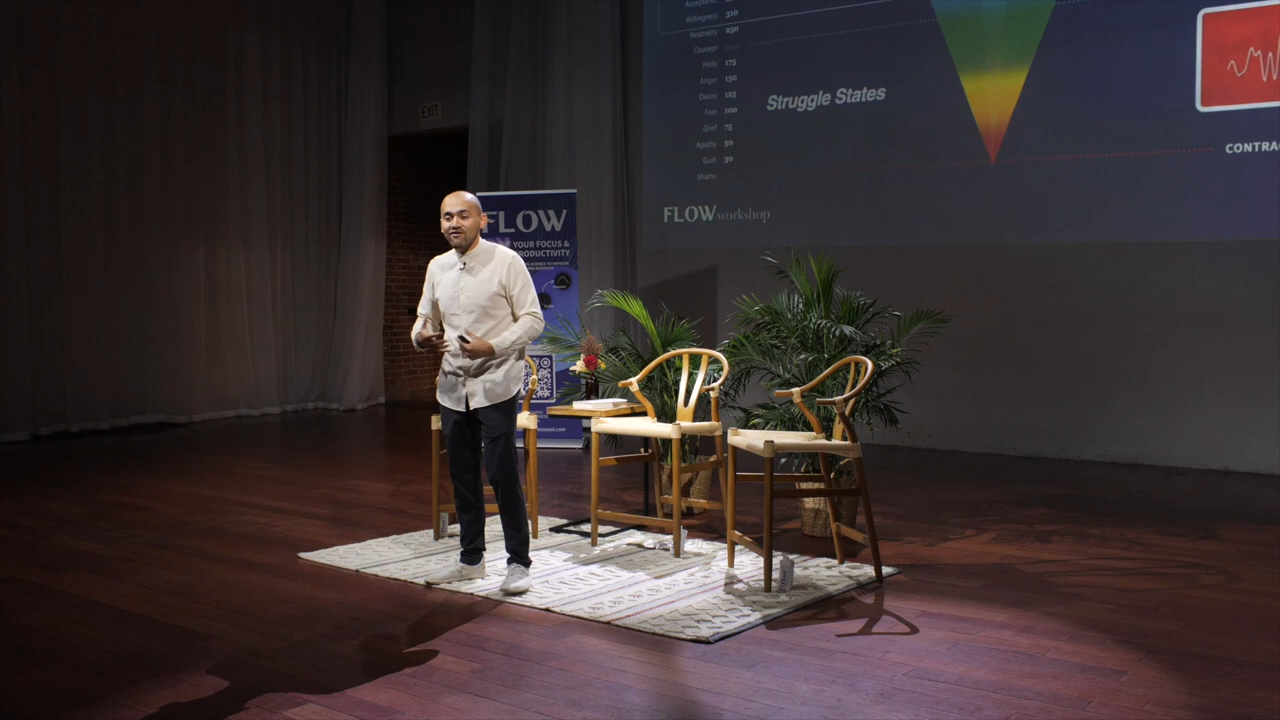 Willingness 310
Neutrality 250
Courage
Pride 175
Anger 150
Desire 125
Fear 100
Grief 75
Apathy 50
Guilt 30
Shame
Struggle States
CONTRAC
FLOW workshop
EXIT
FLOW
YOUR FOCUS &
PRODUCTIVITY